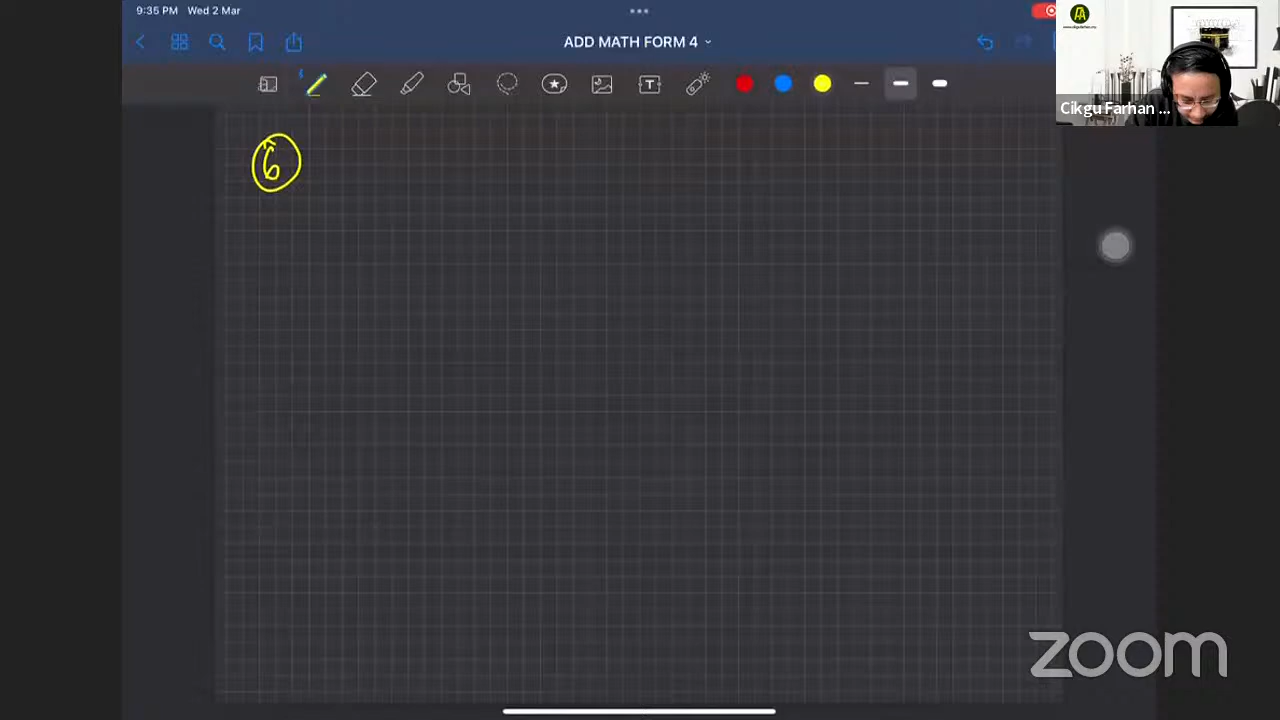 9:35 PM Wed 2 Mar
ADD MATH FORM 4
T
Cikgu Farhan ...
6
zoom